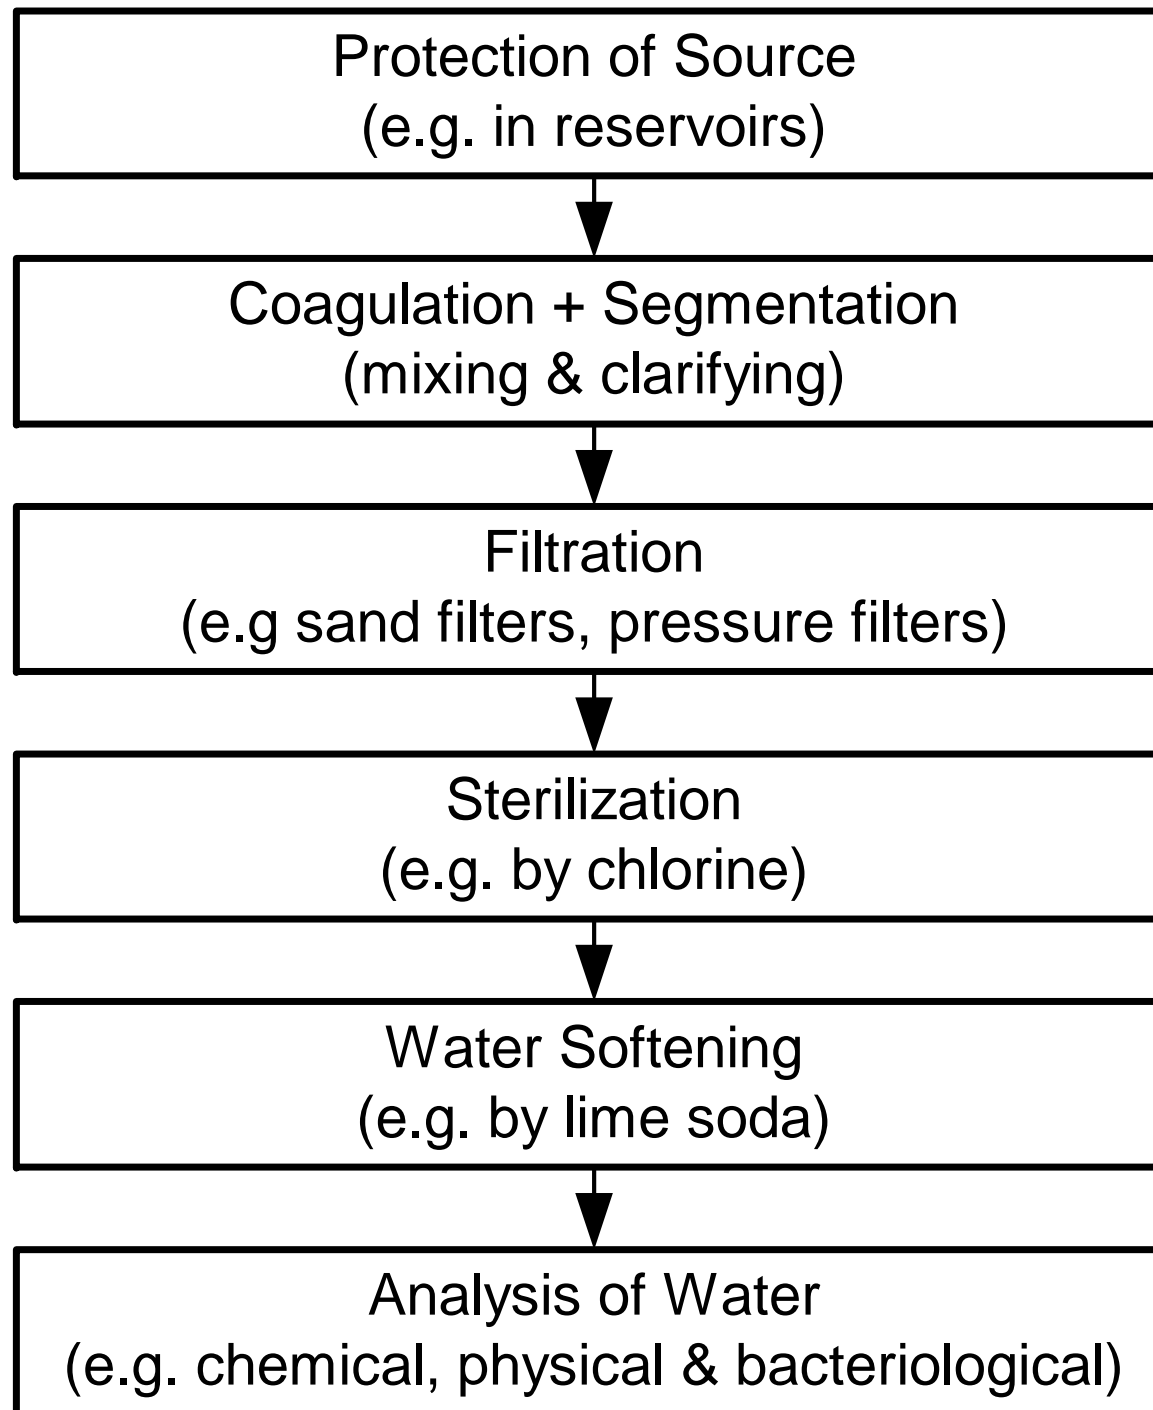 Protection of Source
(e.g. in reservoirs)
Coagulation + Segmentation
(mixing & clarifying)
Filtration
(e.g sand filters, pressure filters)
Sterilization
(e.g. by chlorine)
Water Softening
(e.g. by lime soda)
Analysis of Water
(e.g. chemical, physical & bacteriological)